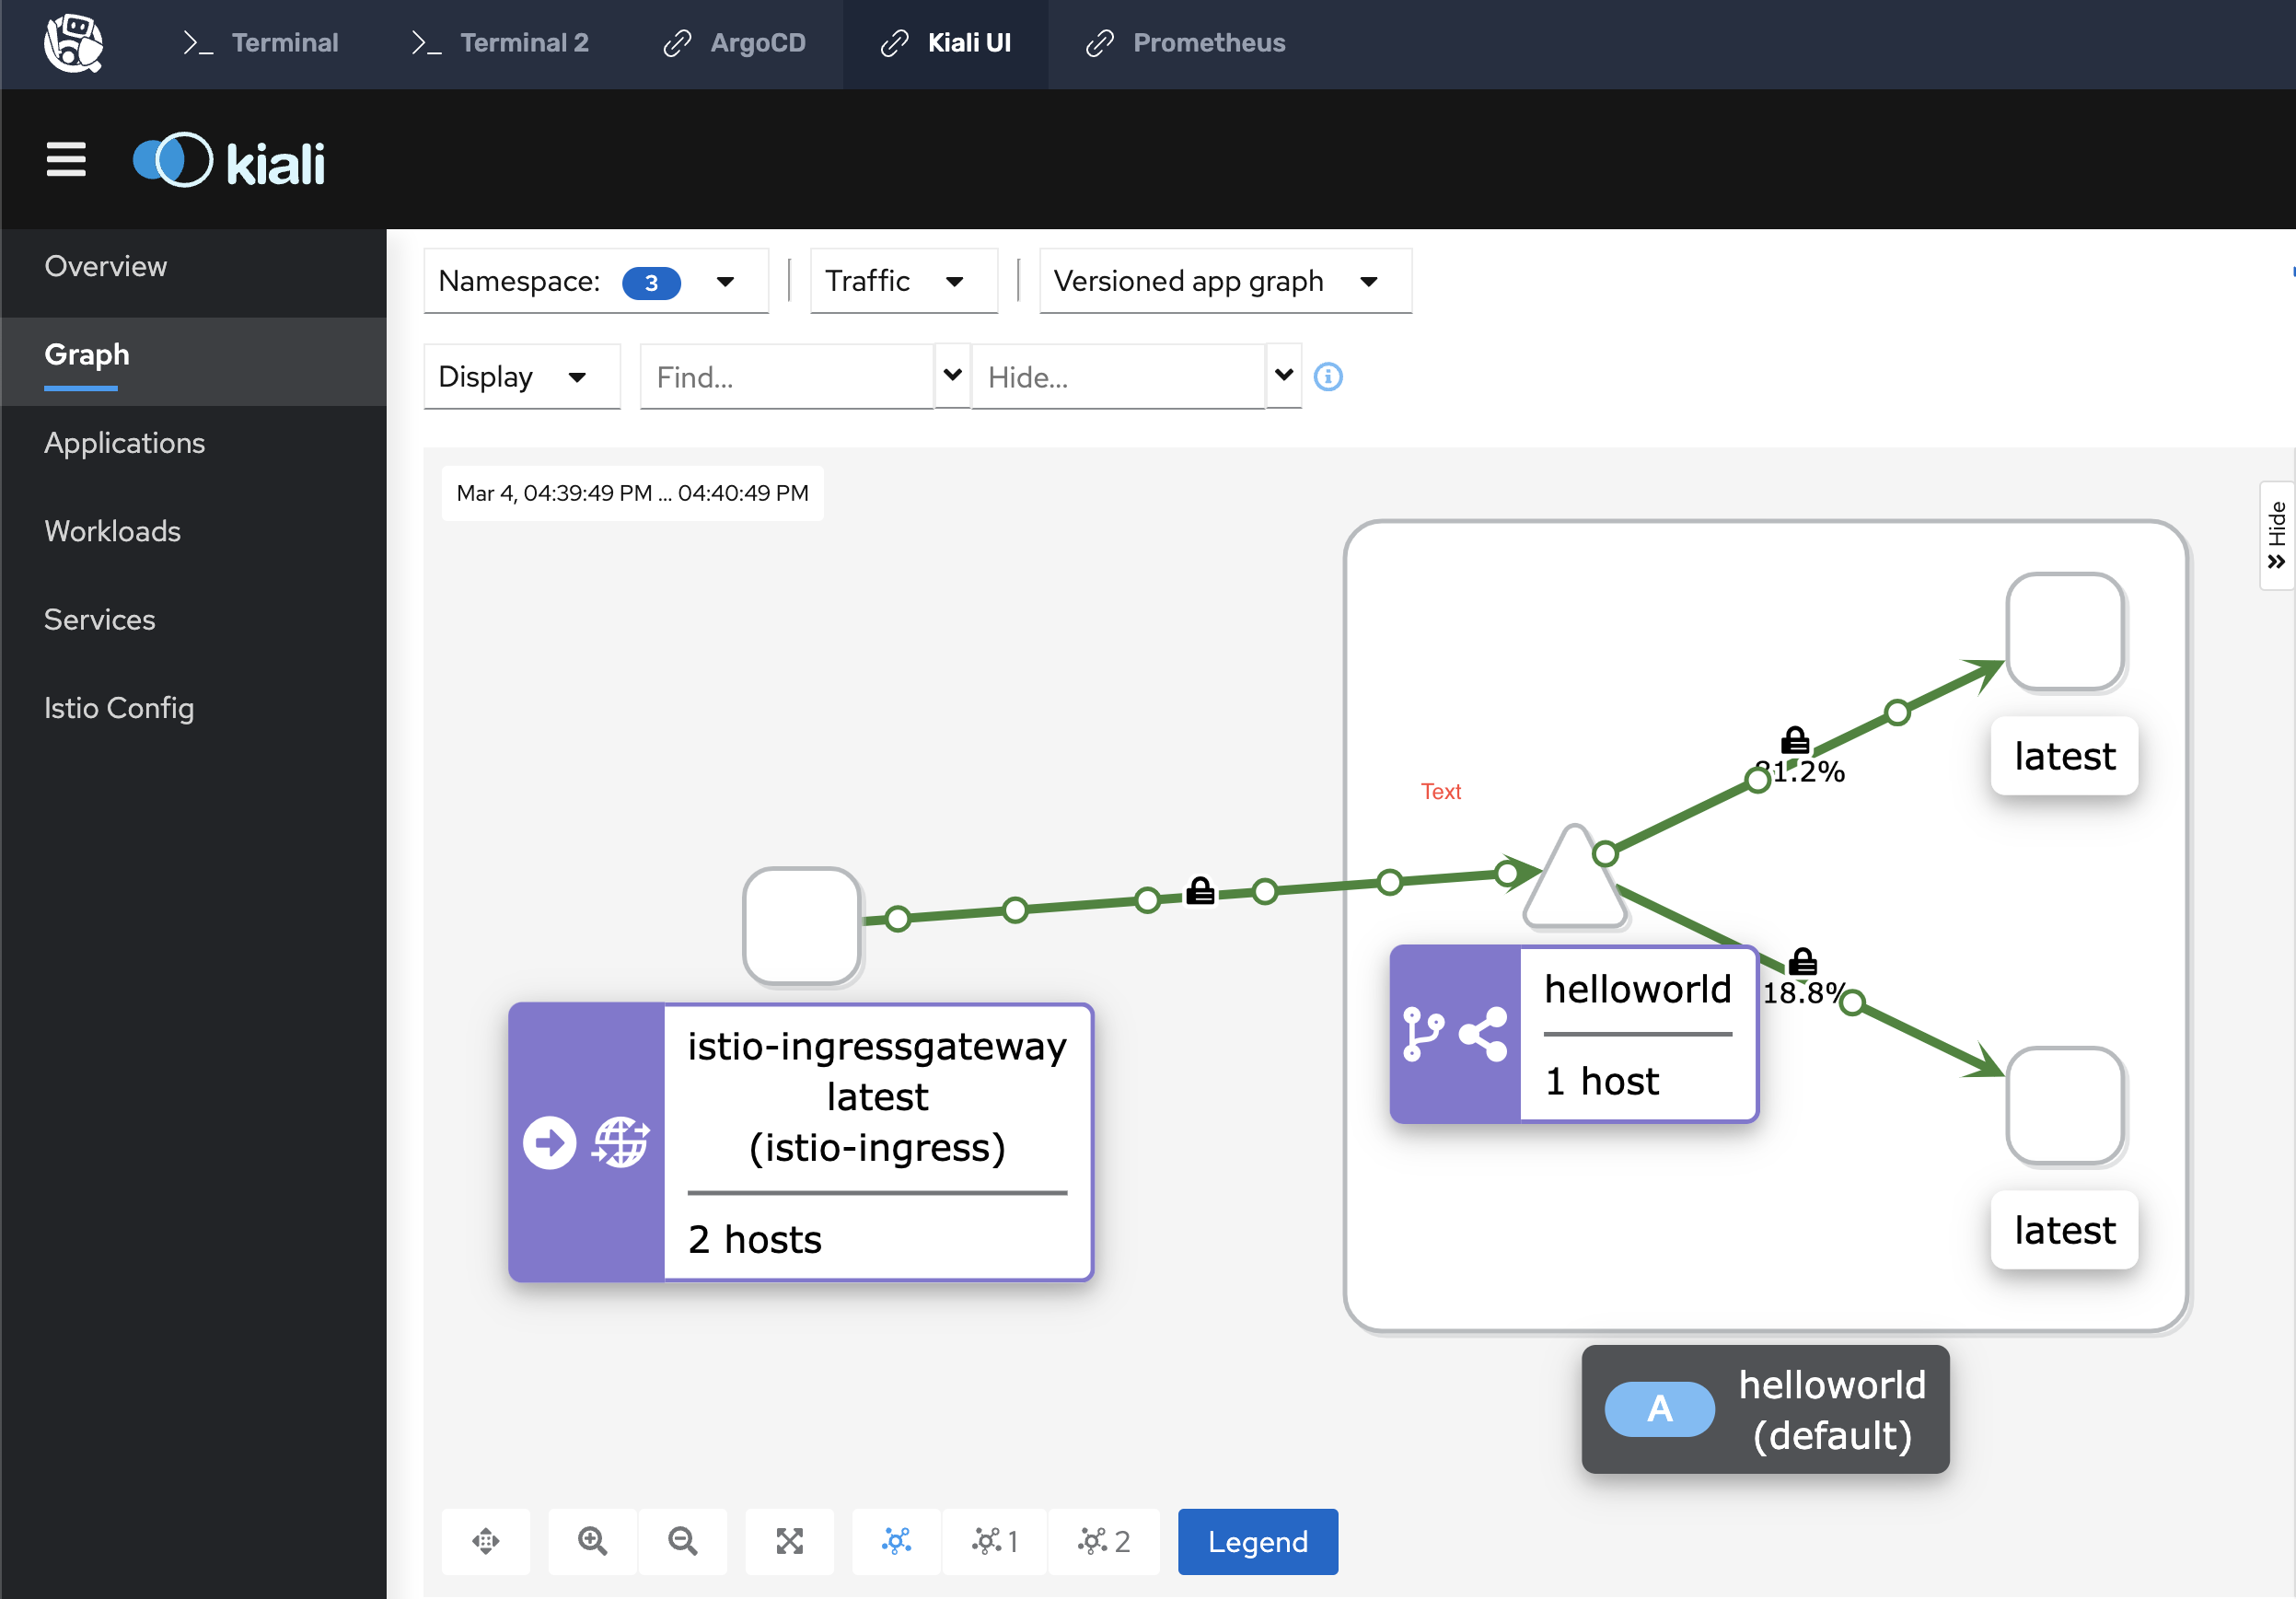 Terminal
Terminal 2
ArgoCD
Kiali UI
Prometheus
kiali
Overview
Graph
Applications
Workloads
Services
Istio Config
Namespace: 3
Traffic
Versioned app graph
Display
Find...
Hide...
Mar 4, 04:39:49 PM ... 04:40:49 PM
Hide
latest
81.2%
Text
helloworld
1 host
18.8%
istio-ingressgateway
latest
(istio-ingress)
2 hosts
latest
A
helloworld
(default)
1
2
Legend